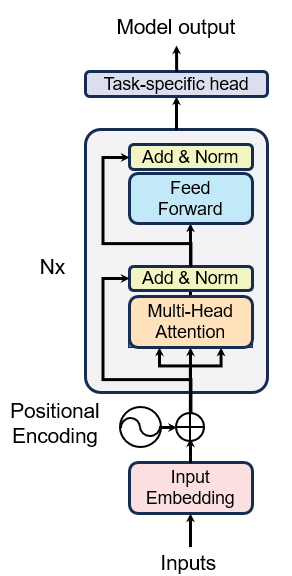 Model output
Task-specific head
Add & Norm
Feed
Forward
Nx
Add & Norm
Multi-Head
Attention
Positional
Encoding
Input
Embedding
Inputs